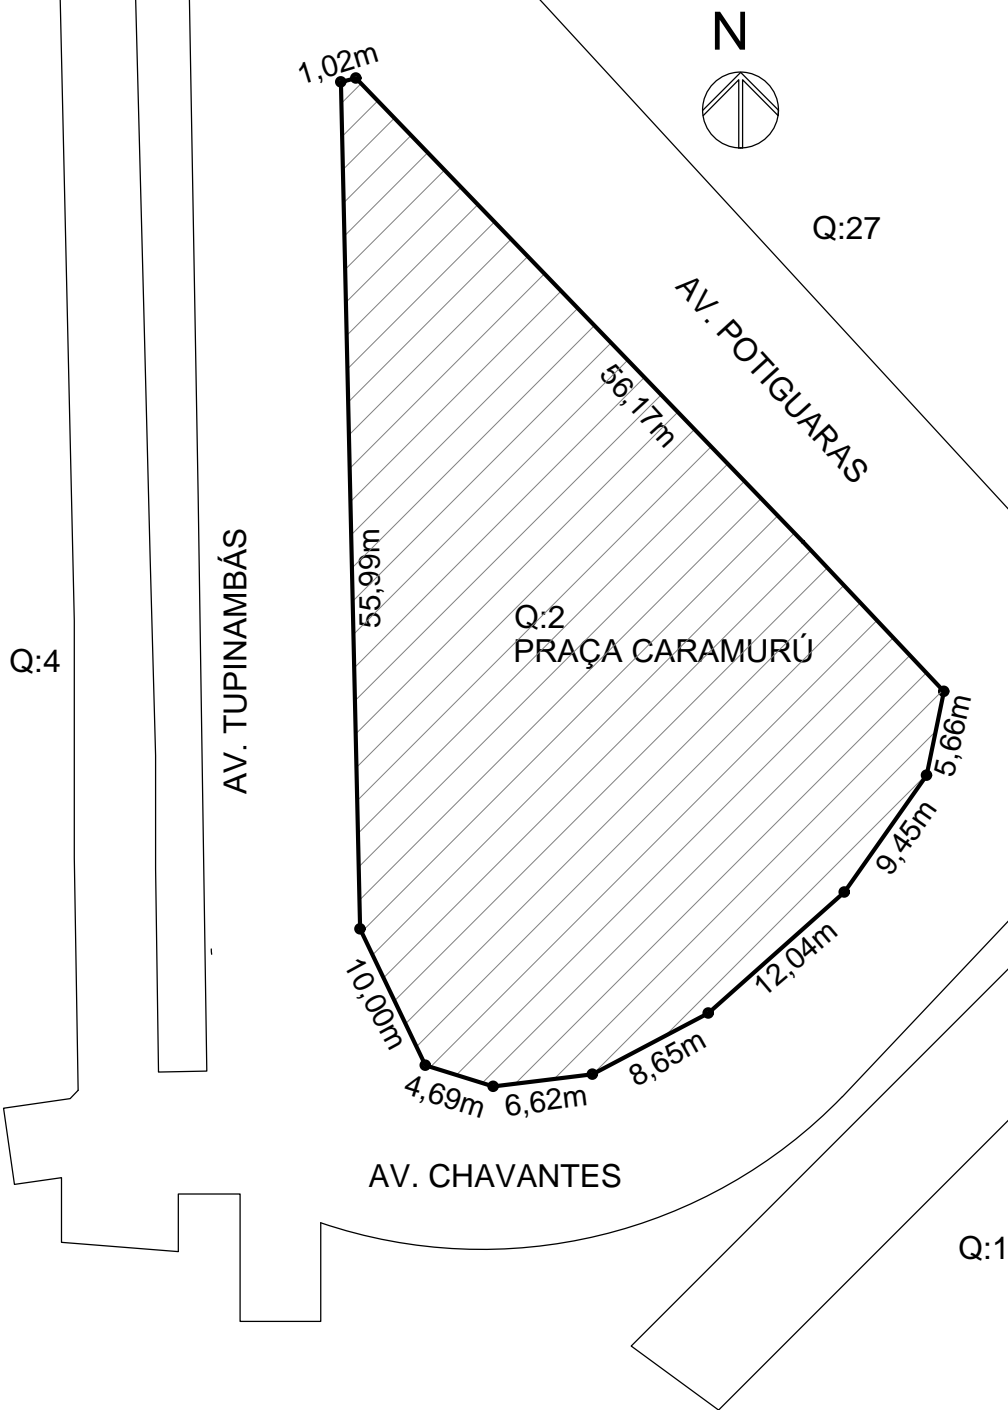 N
1,02m
Q:27
AV. POTIGUARAS
56,17m
55,99m
AV. TUPINAMBÁS
Q:4
Q:2
PRAÇA CARAMURÚ
5,66m
9,45m
12,04m
10,00m
8,65m
4,69m
6,62m
AV. CHAVANTES
Q:1